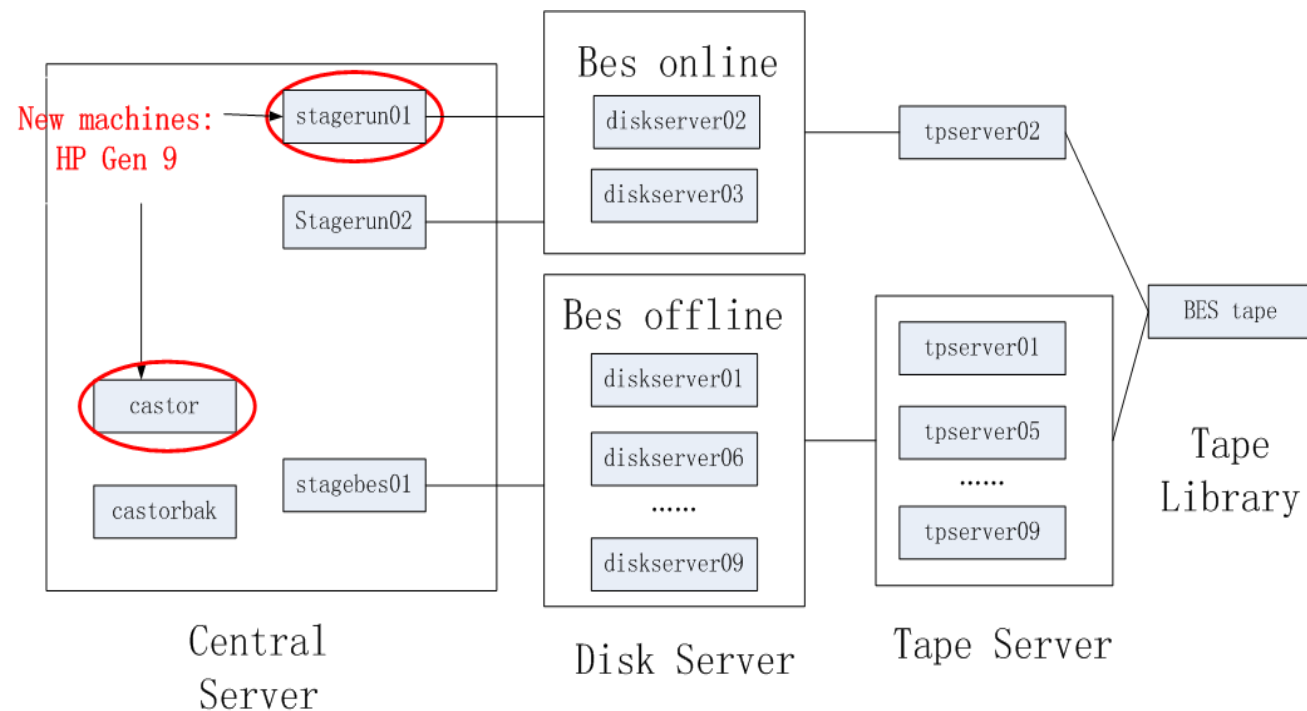 New machines:
HP Gen 9
stagerun01
Stagerun02
castor
castorbak
stagebes01
Central
Server
Bes online
diskserver02
diskserver03
Bes offline
diskserver01
diskserver06
......
diskserver09
Disk Server
tpserver02
tpserver01
tpserver05
......
tpserver09
Tape Server
BES tape
Tape
Library